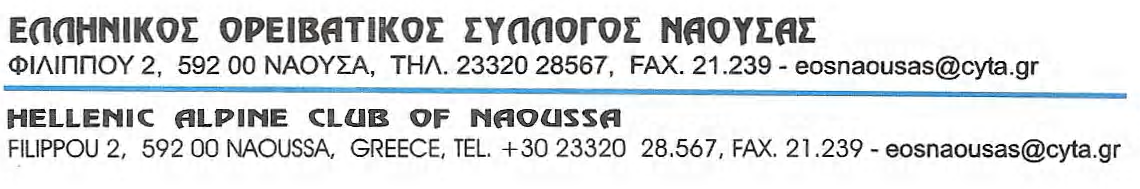 ΕΛΛΗΝΙΚΟΣ ΟΡΕΙΒΑΤΙΚΟΣ ΣΥΛΛΟΓΟΣ ΝΑΟΥΣΑΣ
ΦΙΛΙΠΠΟΥ 2, 592 00 ΝΑΟΥΣΑ, ΤΗΛ. 23320 28567, FAX. 21.239 - eosnaousas@cyta.gr
HELLENIC ALPINE CLUB OF NAOUSSA
FILIPPOU 2, 592 00 NAOUSSA, GREECE, TEL. +30 23320 28.567, FAX. 21.239 - eosnaousas@cyta.gr